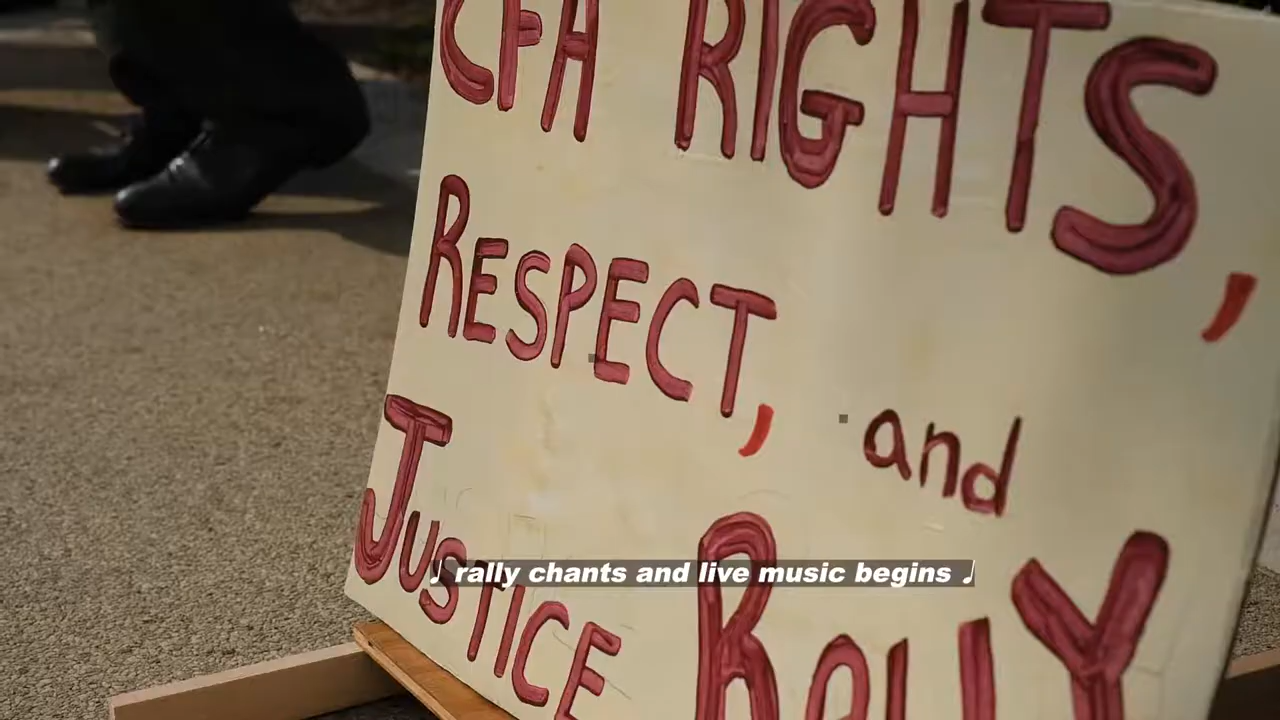 CFA RIGHTS,
RESPECT, and
JUSTICE RALLY
♩ rally chants and live music begins ♩